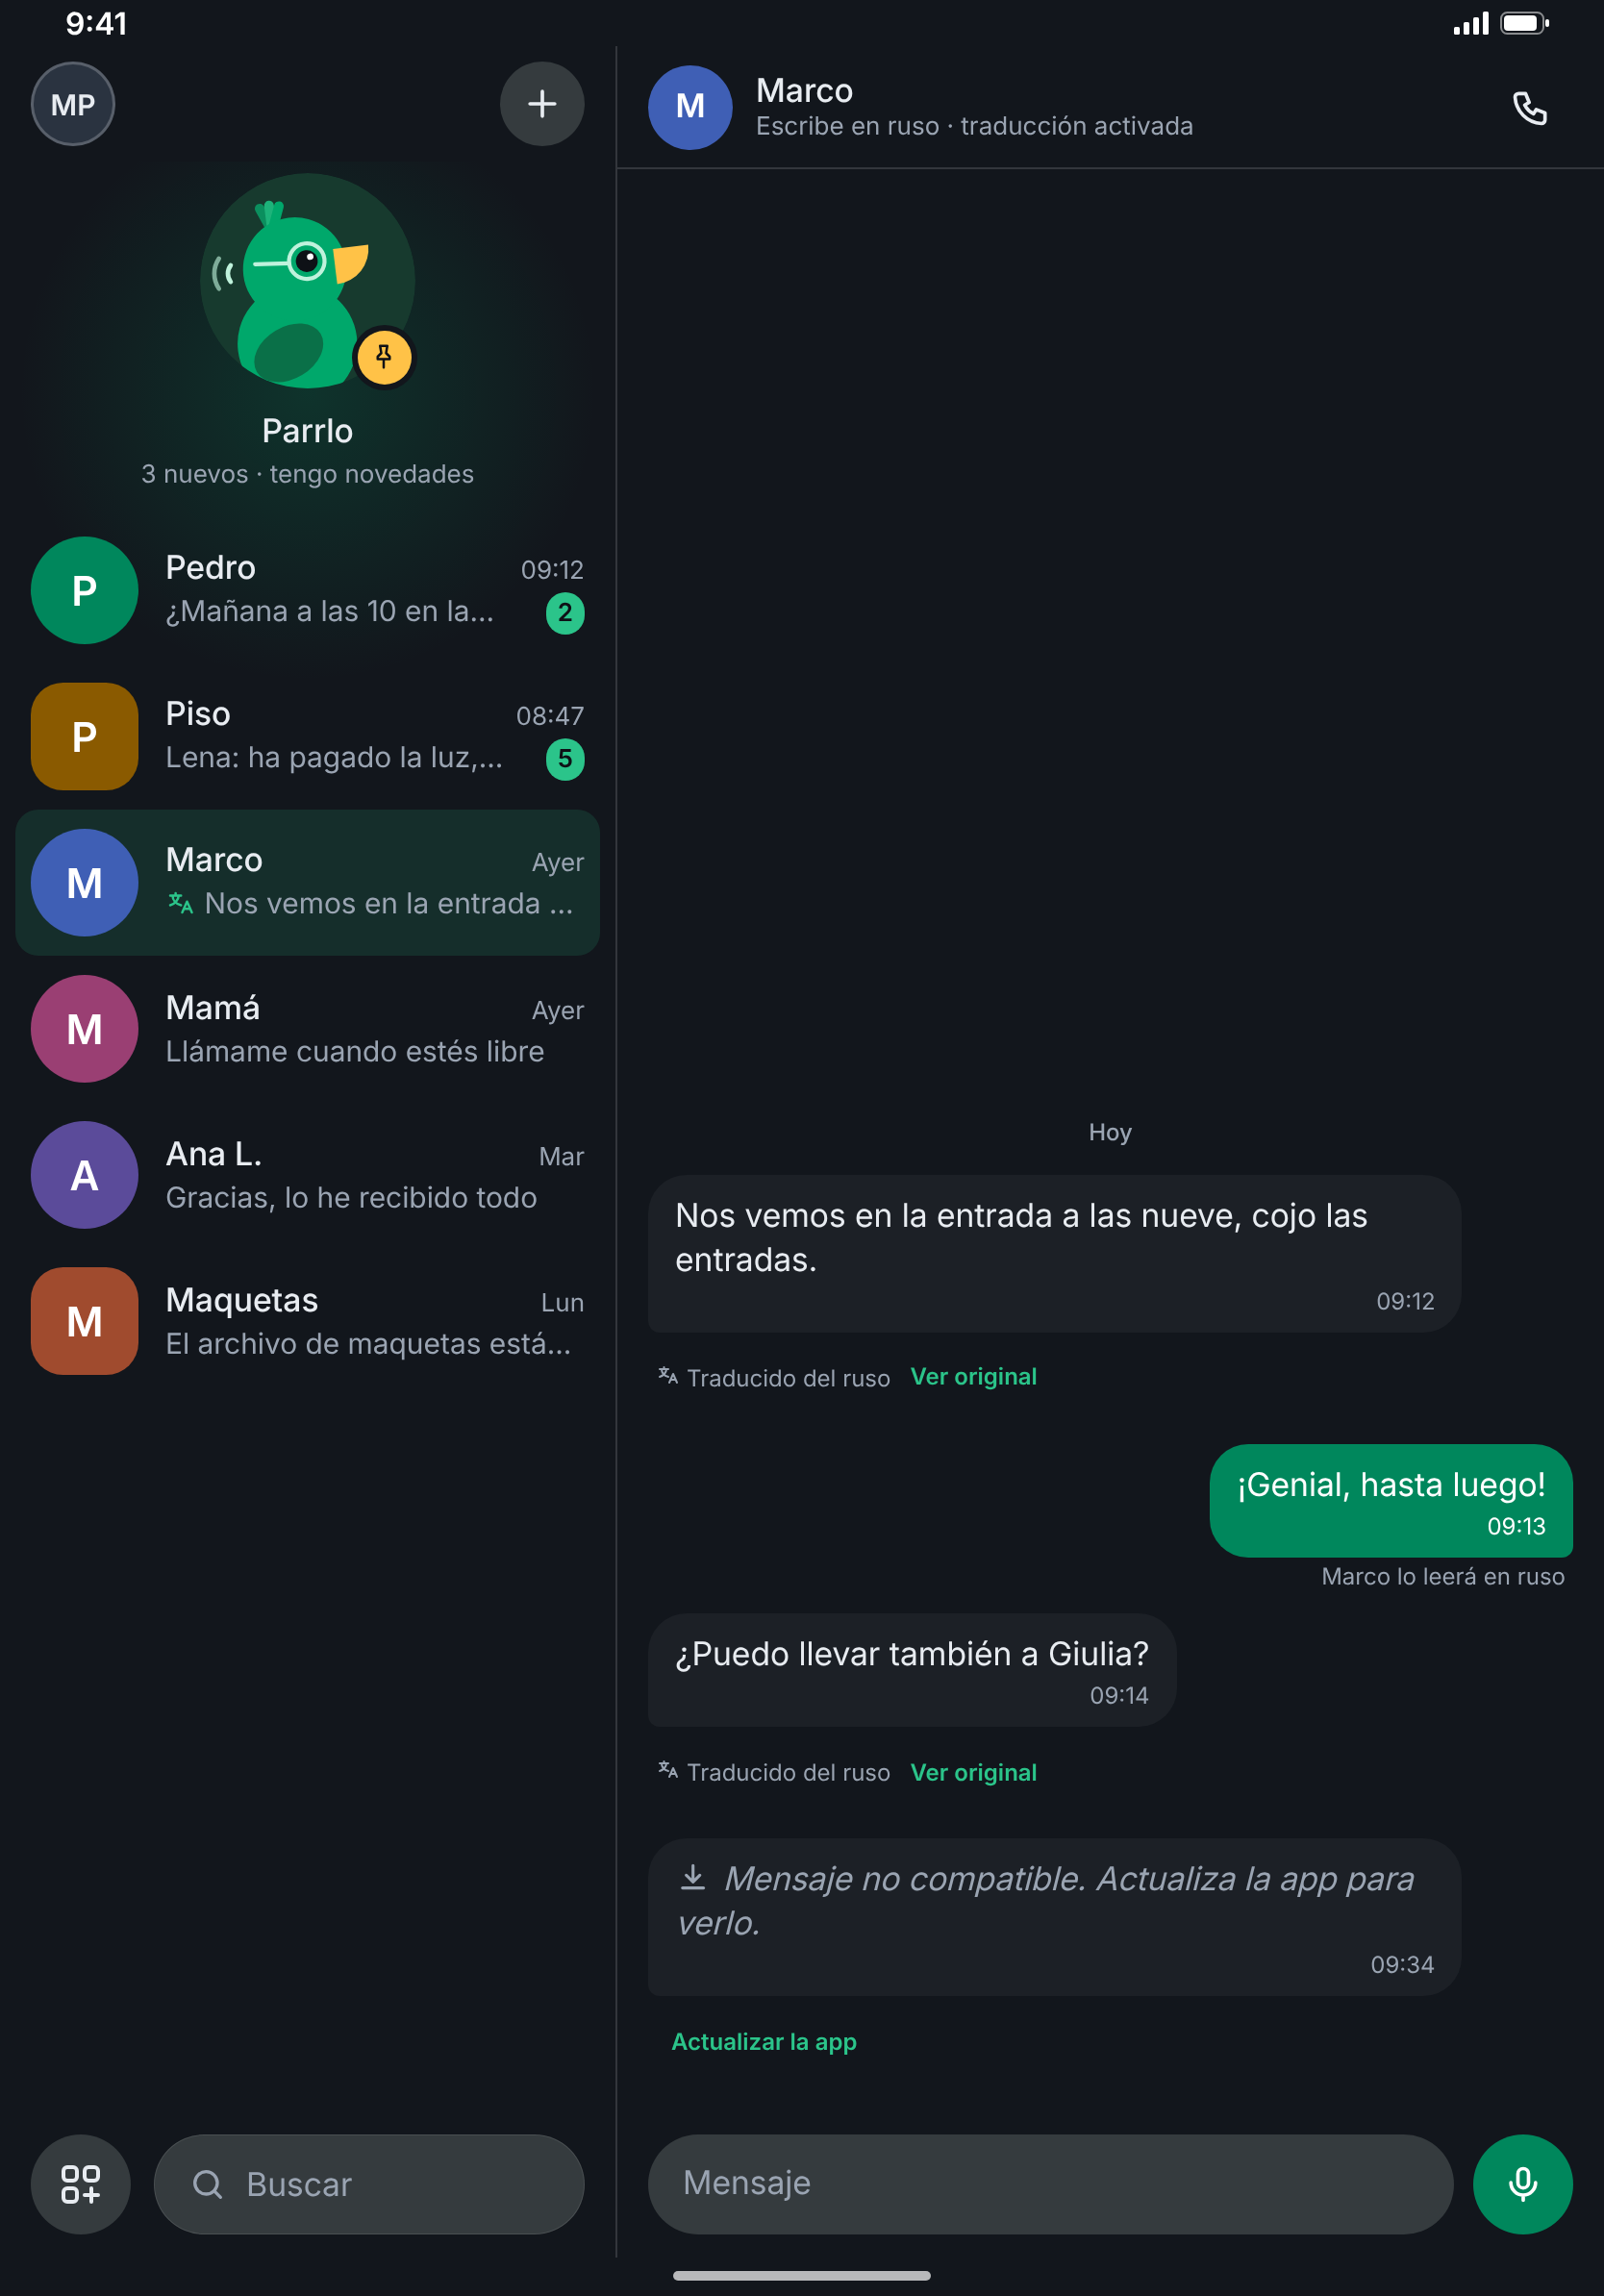 9:41
MP
Parrlo
3 nuevos · tengo novedades
P
Pedro
09:12
¿Mañana a las 10 en la...
2
P
Piso
08:47
Lena: ha pagado la luz,...
5
M
Marco
Ayer
Nos vemos en la entrada ...
M
Mamá
Ayer
Llámame cuando estés libre
A
Ana L.
Mar
Gracias, lo he recibido todo
M
Maquetas
Lun
El archivo de maquetas está...
Buscar
M
Marco
Escribe en ruso · traducción activada
Hoy
Nos vemos en la entrada a las nueve, cojo las
entradas.
09:12
Traducido del ruso Ver original
¡Genial, hasta luego!
09:13
Marco lo leerá en ruso
¿Puedo llevar también a Giulia?
09:14
Traducido del ruso Ver original
Mensaje no compatible. Actualiza la app para
verlo.
09:34
Actualizar la app
Mensaje